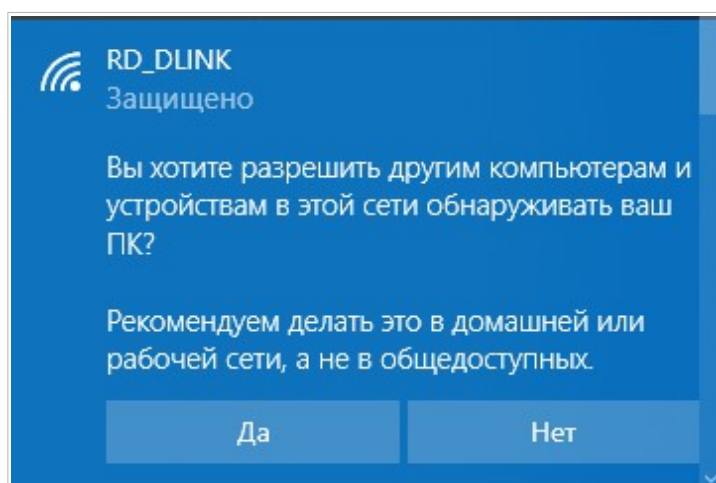 RD_DLINK
Защищено
Вы хотите разрешить другим компьютерам и
устройствам в этой сети обнаруживать ваш
ПК?
Рекомендуем делать это в домашней или
рабочей сети, а не в общедоступных.
Да Нет